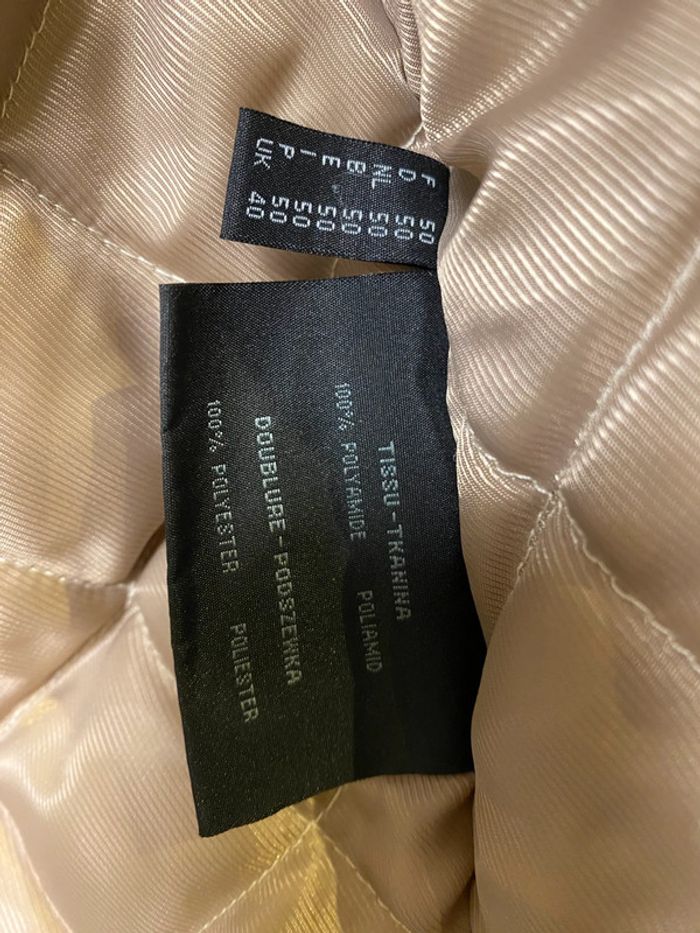 F 50
D 50
NL 50
B 50
E 50
I 50
P 50
UK 40
TISSU-TKANINA
100% POLYAMIDE POLIAMID
DOUBLURE-PODSZEWKA
100% POLYESTER POLIESTER